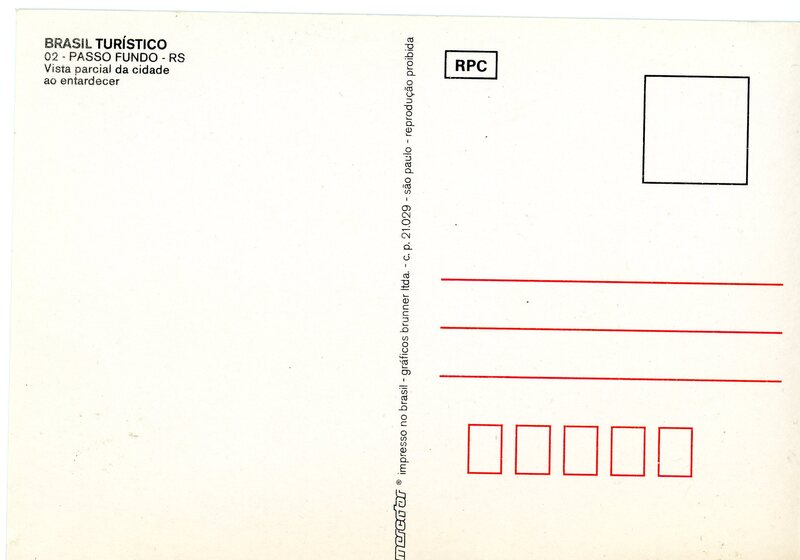 BRASIL TURÍSTICO
02 - PASSO FUNDO - RS
Vista parcial da cidade
ao entardecer
mercator ® impresso no brasil - gráficos brunner ltda. - c. p. 21.029 - são paulo - reprodução proibida
RPC